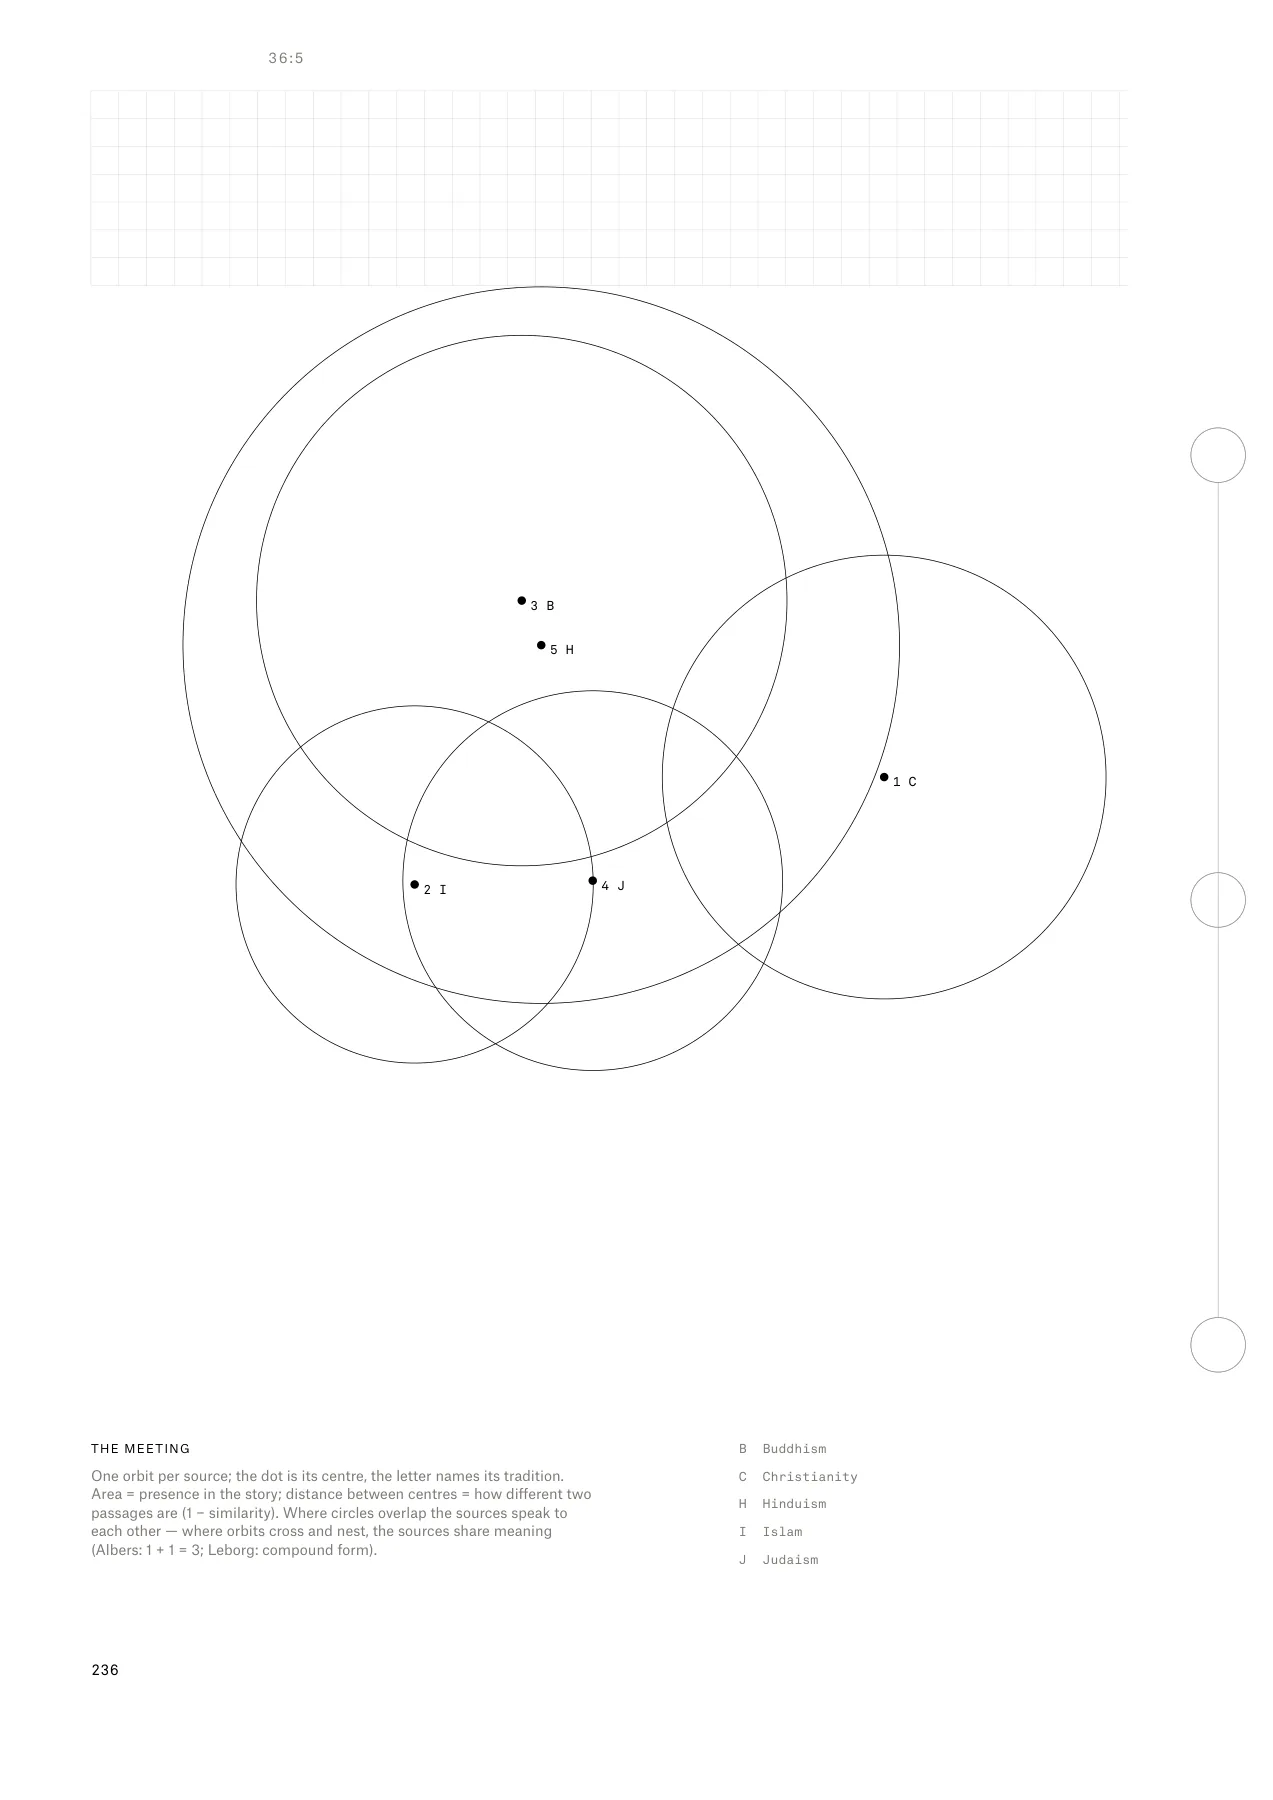 36:5
3 B
5 H
1 C
2 I
4 J
THE MEETING
One orbit per source; the dot is its centre, the letter names its tradition.
Area = presence in the story; distance between centres = how different two
passages are (1 − similarity). Where circles overlap the sources speak to
each other — where orbits cross and nest, the sources share meaning
(Albers: 1 + 1 = 3; Leborg: compound form).
B Buddhism
C Christianity
H Hinduism
I Islam
J Judaism
236